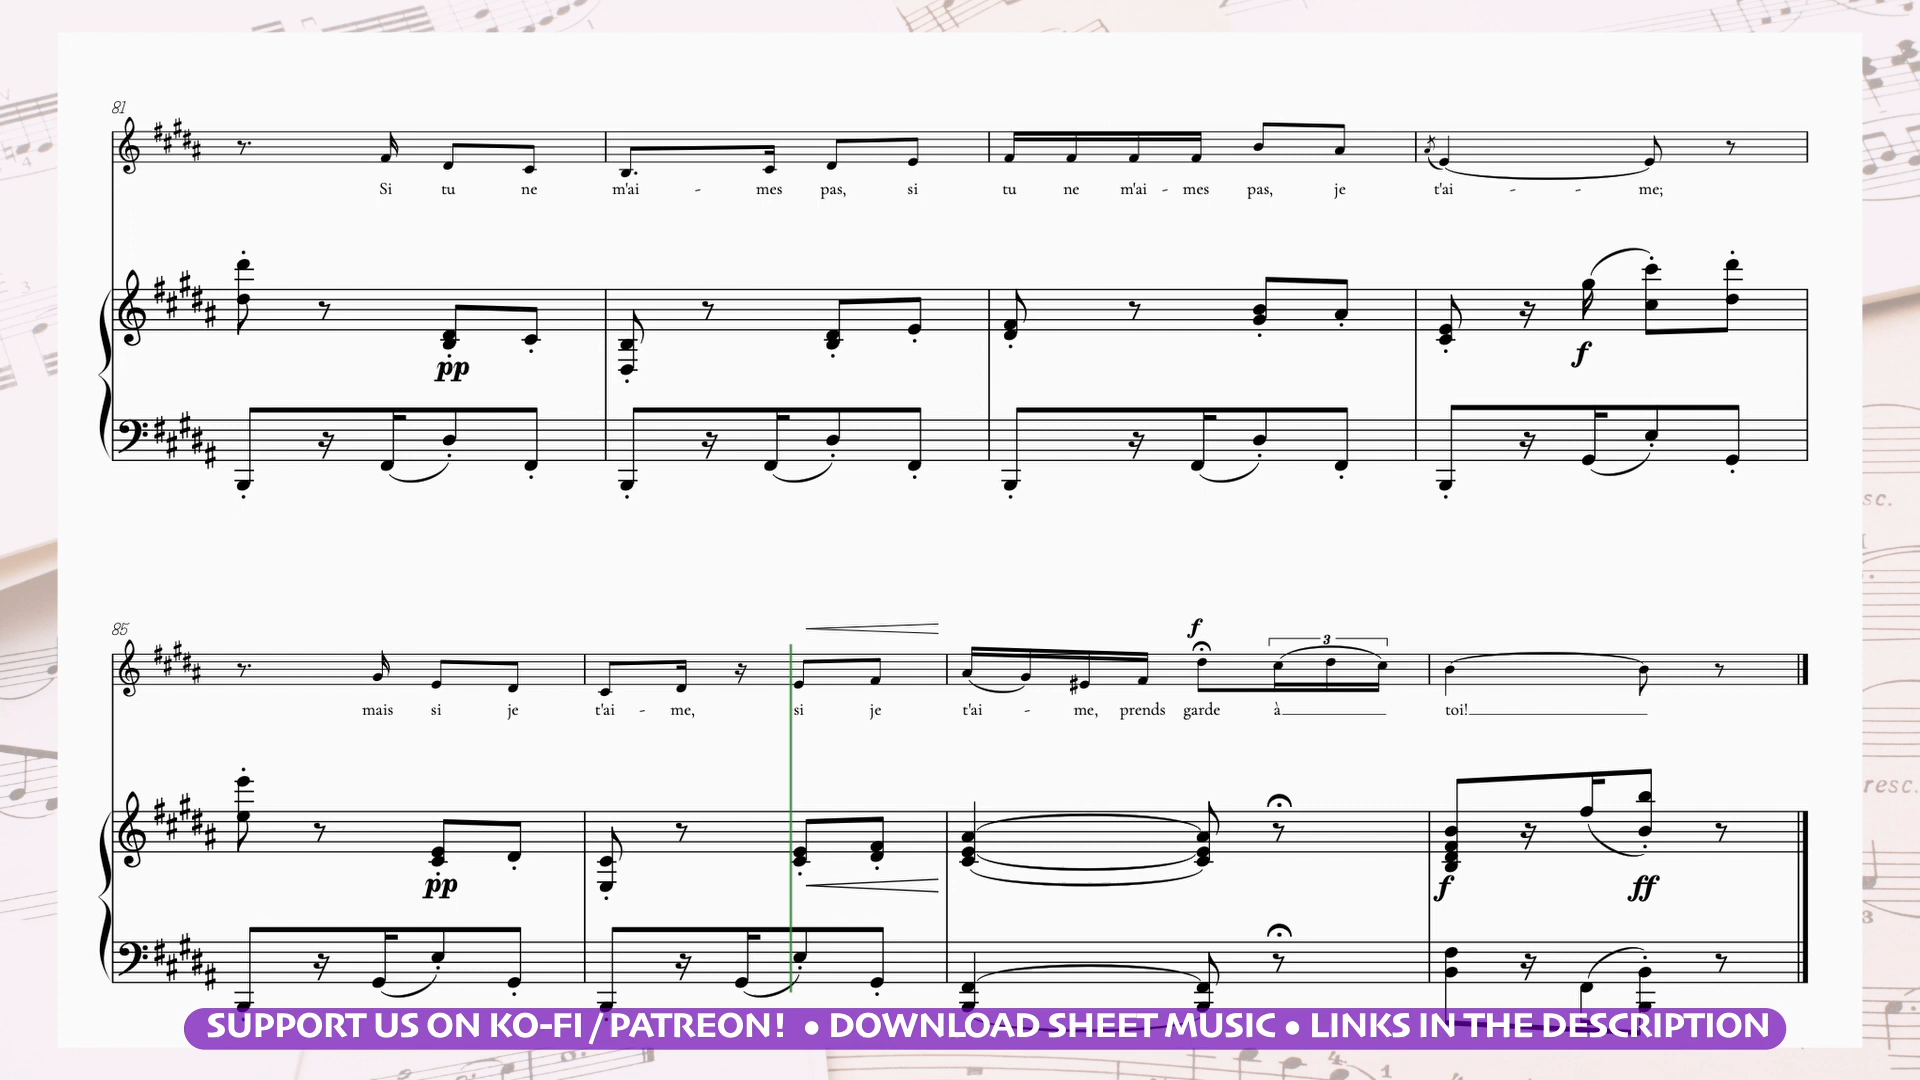 81
Si tu ne m'ai - mes pas, si tu ne m'ai - mes pas, je t'ai - - me;
pp f
85
f
3
mais si je t'ai - me, si je t'ai - me, prends garde à toi!
pp f ff
SUPPORT US ON KO-FI / PATREON! • DOWNLOAD SHEET MUSIC • LINKS IN THE DESCRIPTION